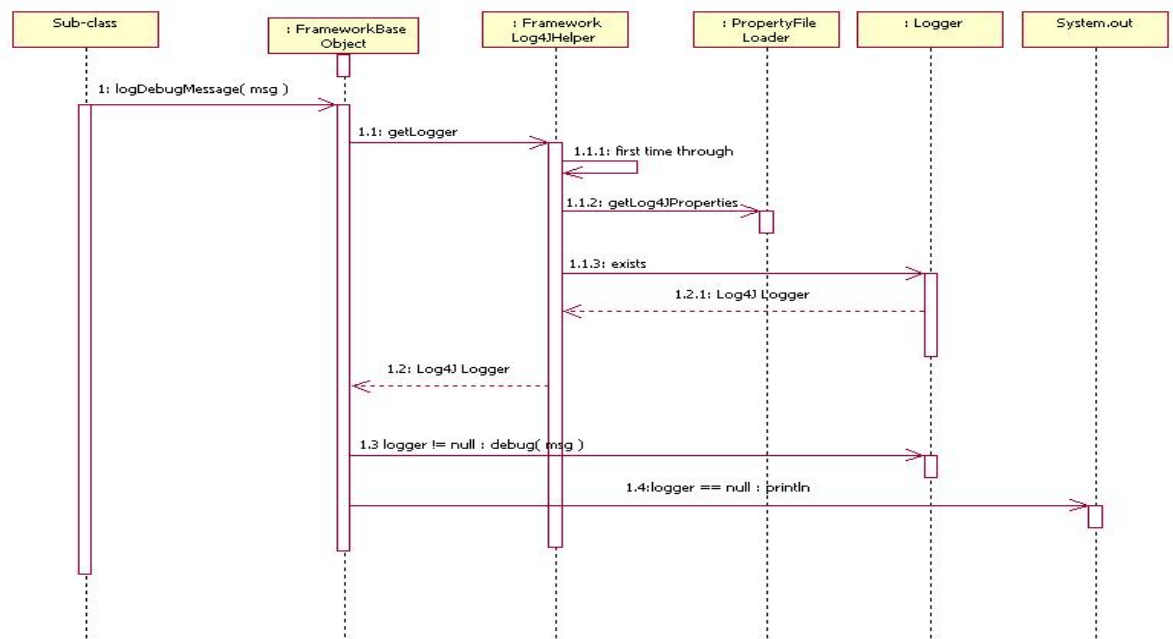 Sub-class
: FrameworkBase
Object
: Framework
Log4JHelper
: PropertyFile
Loader
: Logger
System.out
1: logDebugMessage( msg )
1.1: getLogger
1.1.1: first time through
1.1.2: getLog4JProperties
1.1.3: exists
1.2.1: Log4J Logger
1.2: Log4J Logger
1.3 logger != null : debug( msg )
1.4:logger == null : println